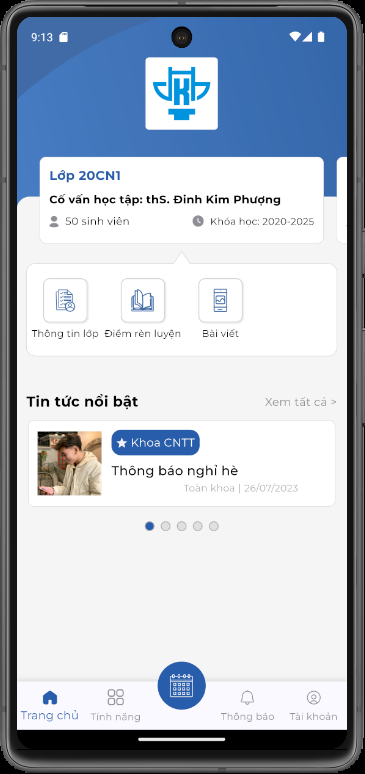 9:13
Lớp 20CN1
Cố vấn học tập: thS. Đinh Kim Phượng
50 sinh viên
Khóa học: 2020-2025
Thông tin lớp
Điểm rèn luyện
Bài viết
Tin tức nổi bật
Xem tất cả >
Khoa CNTT
Thông báo nghỉ hè
Toàn khoa | 26/07/2023
Trang chủ
Tính năng
Thông báo
Tài khoản